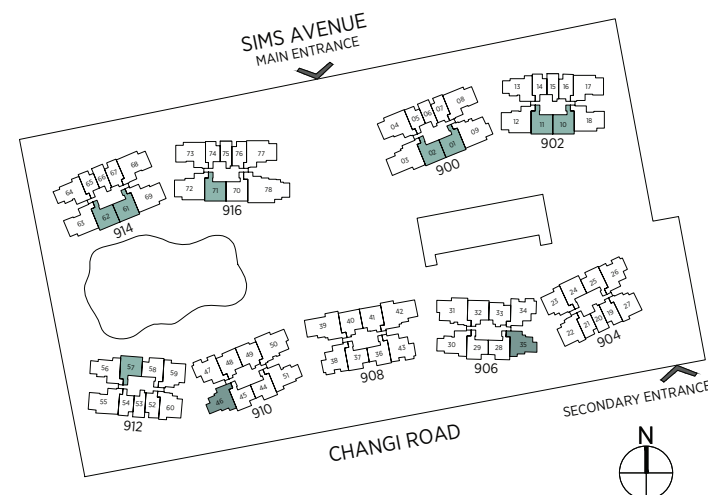 SIMS AVENUE
MAIN ENTRANCE
13 14 15 16 17
12 11 10 18
902
04 05 06 07 08
03 02 01 09
900
73 74 75 76 77
72 71 70 78
916
64 65 66 67 68
63 62 61 69
914
23 24 25 26
22 21 20 19 27
904
31 32 33 34
30 29 28 35
906
39 40 41 42
38 37 36 43
908
47 48 49 50
46 45 44 51
910
56 57 58 59
55 54 53 52 60
912
SECONDARY ENTRANCE
CHANGI ROAD
N